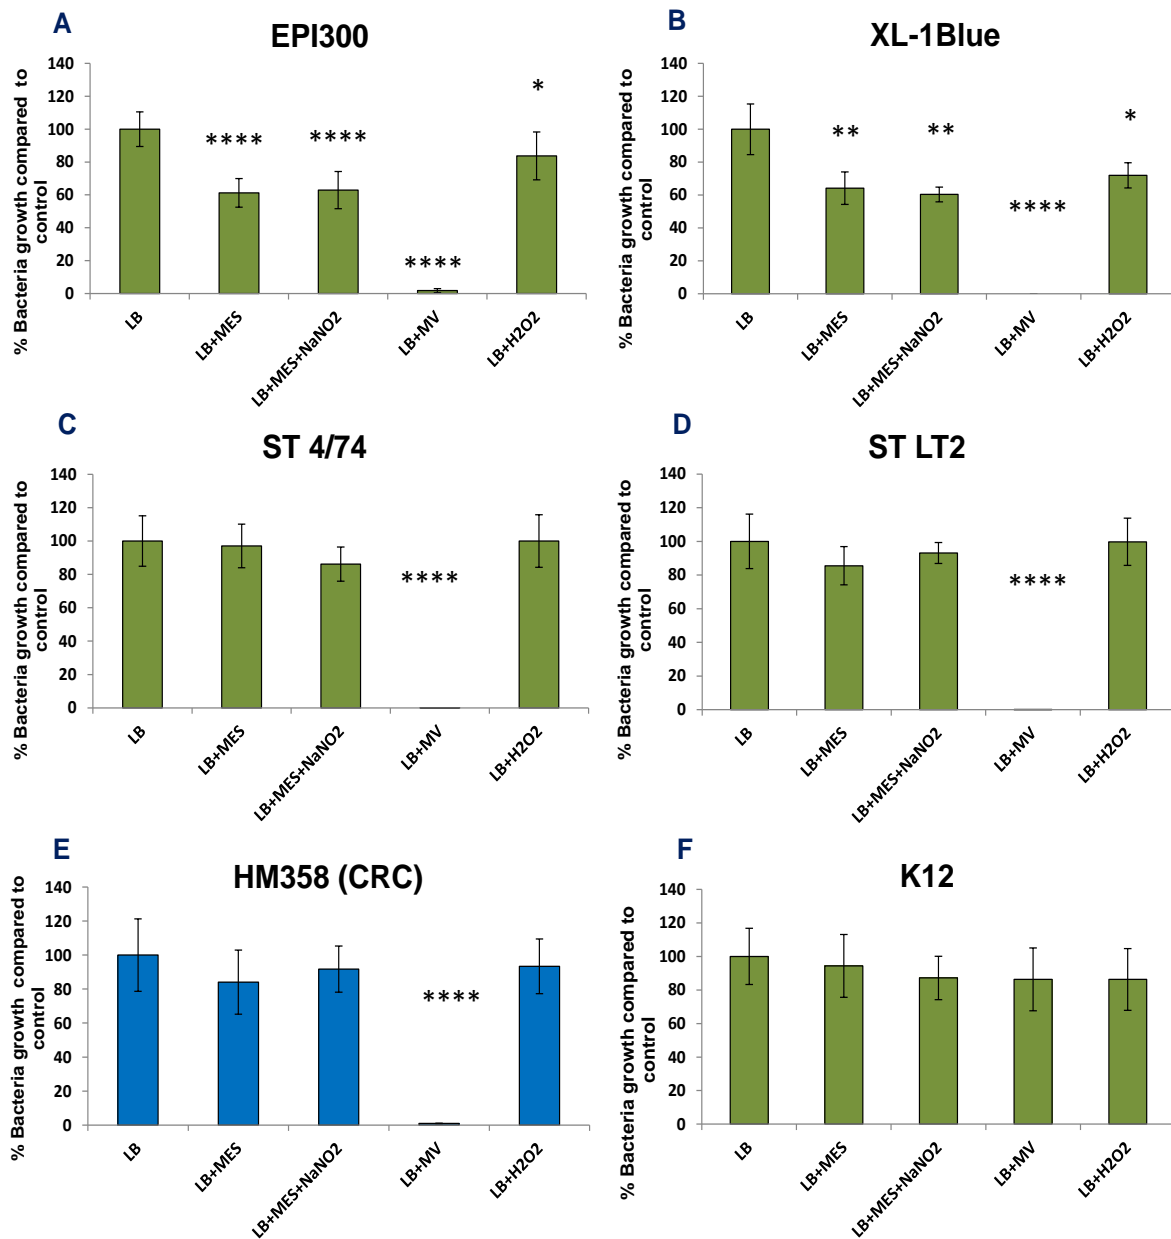 A
EPI300
% Bacteria growth compared to
control
140
120
100
80
60
40
20
0
****
****
****
*
LB
LB+MES
LB+MES+NaNO2
LB+MV
LB+H2O2
B
XL-1Blue
% Bacteria growth compared to
control
140
120
100
80
60
40
20
0
**
**
****
*
LB
LB+MES
LB+MES+NaNO2
LB+MV
LB+H2O2
C
ST 4/74
% Bacteria growth compared to
control
140
120
100
80
60
40
20
0
****
LB
LB+MES
LB+MES+NaNO2
LB+MV
LB+H2O2
D
ST LT2
% Bacteria growth compared to
control
140
120
100
80
60
40
20
0
****
LB
LB+MES
LB+MES+NaNO2
LB+MV
LB+H2O2
E
HM358 (CRC)
% Bacteria growth compared to
control
140
120
100
80
60
40
20
0
****
LB
LB+MES
LB+MES+NaNO2
LB+MV
LB+H2O2
F
K12
% Bacteria growth compared to
control
140
120
100
80
60
40
20
0
LB
LB+MES
LB+MES+NaNO2
LB+MV
LB+H2O2